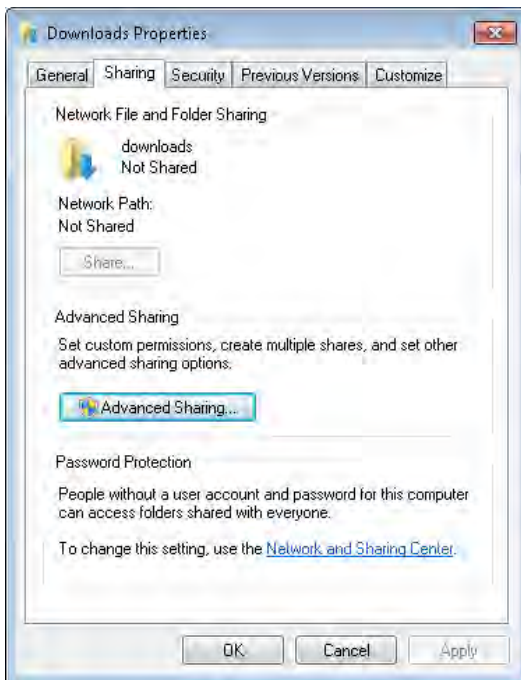 Downloads Properties
General Sharing Security Previous Versions Customize
Network File and Folder Sharing
downloads
Not Shared
Network Path:
Not Shared
Share...
Advanced Sharing
Set custom permissions, create multiple shares, and set other
advanced sharing options.
Advanced Sharing...
Password Protection
People without a user account and password for this computer
can access folders shared with everyone.
To change this setting, use the Network and Sharing Center.
OK Cancel Apply